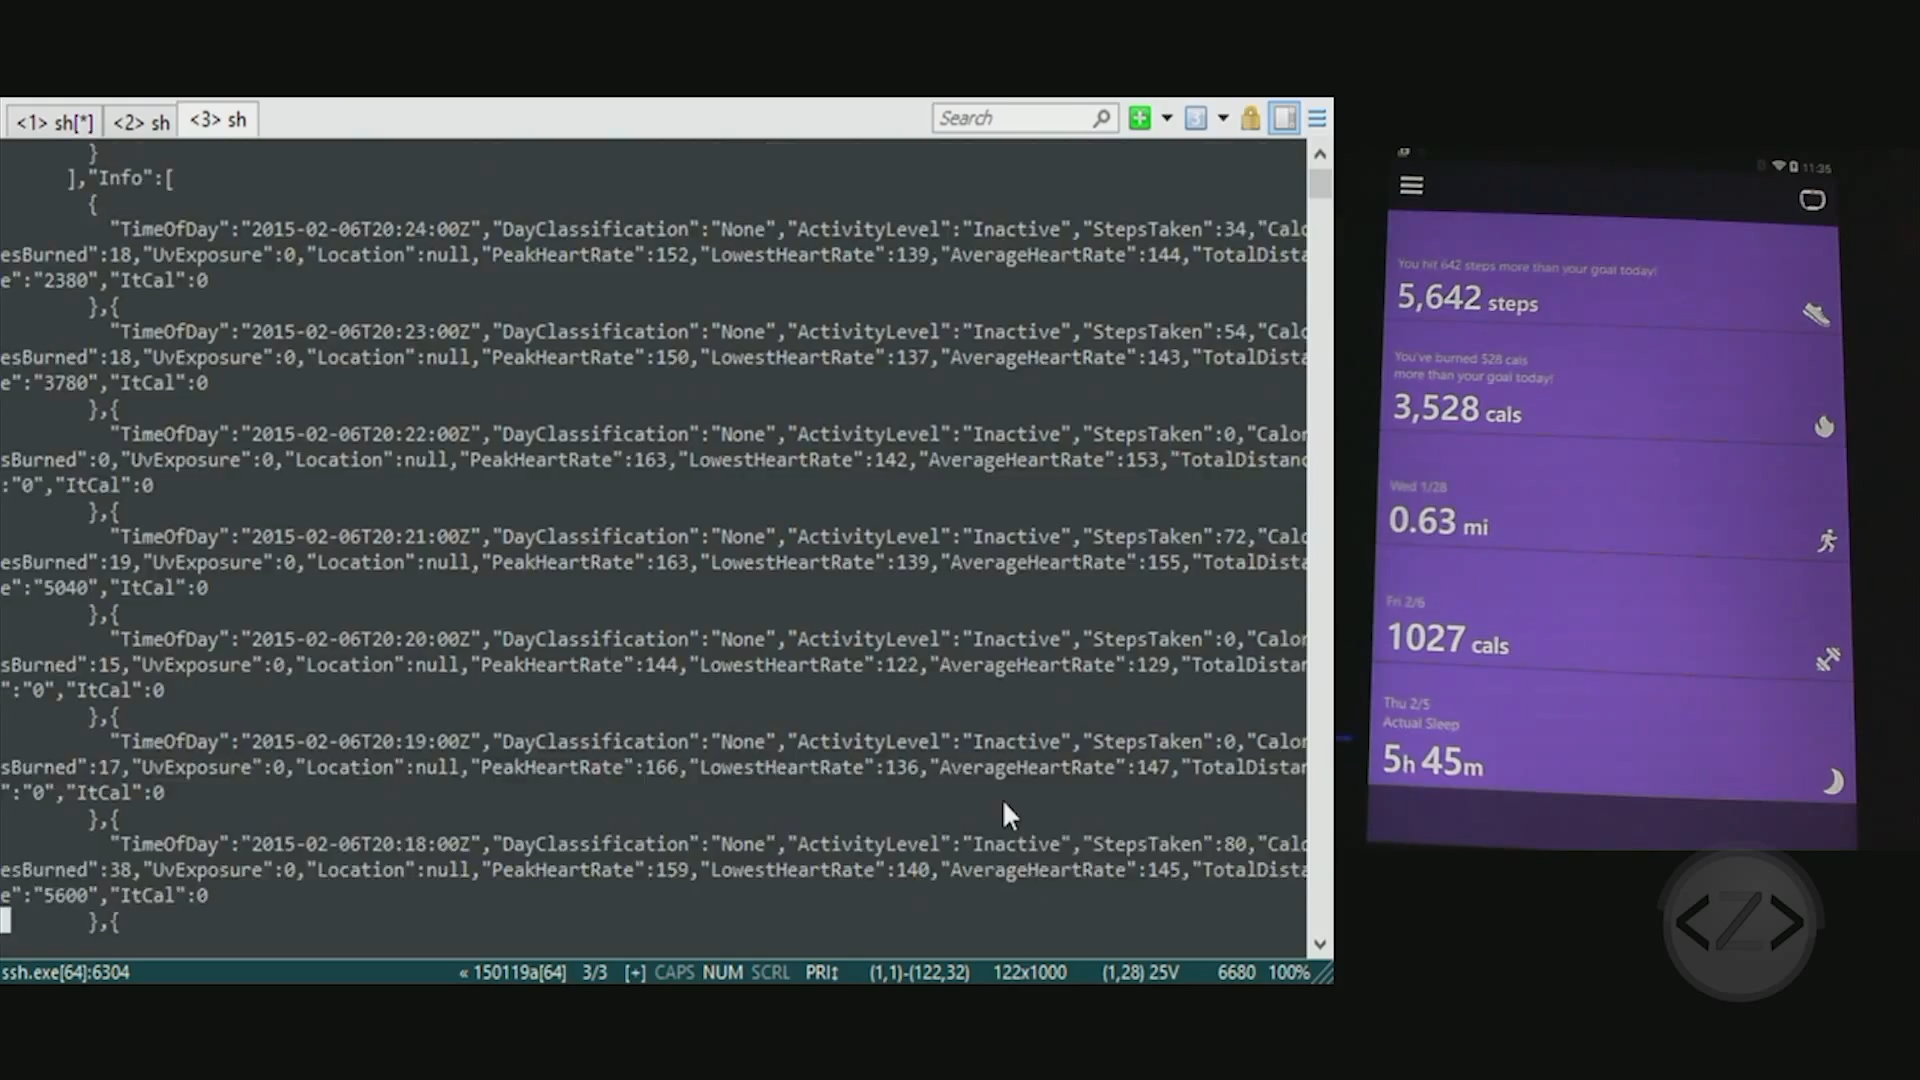 <1> sh[*] <2> sh <3> sh
Search
}
],"Info":[
{
"TimeOfDay":"2015-02-06T20:24:00Z","DayClassification":"None","ActivityLevel":"Inactive","StepsTaken":34,"Calo
esBurned":18,"UvExposure":0,"Location":null,"PeakHeartRate":152,"LowestHeartRate":139,"AverageHeartRate":144,"TotalDista
e":"2380","ItCal":0
},{
"TimeOfDay":"2015-02-06T20:23:00Z","DayClassification":"None","ActivityLevel":"Inactive","StepsTaken":54,"Calo
esBurned":18,"UvExposure":0,"Location":null,"PeakHeartRate":150,"LowestHeartRate":137,"AverageHeartRate":143,"TotalDista
e":"3780","ItCal":0
},{
"TimeOfDay":"2015-02-06T20:22:00Z","DayClassification":"None","ActivityLevel":"Inactive","StepsTaken":0,"Calor
sBurned":0,"UvExposure":0,"Location":null,"PeakHeartRate":163,"LowestHeartRate":142,"AverageHeartRate":153,"TotalDistanc
:"0","ItCal":0
},{
"TimeOfDay":"2015-02-06T20:21:00Z","DayClassification":"None","ActivityLevel":"Inactive","StepsTaken":72,"Calo
esBurned":19,"UvExposure":0,"Location":null,"PeakHeartRate":163,"LowestHeartRate":139,"AverageHeartRate":155,"TotalDista
e":"5040","ItCal":0
},{
"TimeOfDay":"2015-02-06T20:20:00Z","DayClassification":"None","ActivityLevel":"Inactive","StepsTaken":0,"Calor
sBurned":15,"UvExposure":0,"Location":null,"PeakHeartRate":144,"LowestHeartRate":122,"AverageHeartRate":129,"TotalDistan
":"0","ItCal":0
},{
"TimeOfDay":"2015-02-06T20:19:00Z","DayClassification":"None","ActivityLevel":"Inactive","StepsTaken":0,"Calor
sBurned":17,"UvExposure":0,"Location":null,"PeakHeartRate":166,"LowestHeartRate":136,"AverageHeartRate":147,"TotalDistan
":"0","ItCal":0
},{
"TimeOfDay":"2015-02-06T20:18:00Z","DayClassification":"None","ActivityLevel":"Inactive","StepsTaken":80,"Calo
esBurned":38,"UvExposure":0,"Location":null,"PeakHeartRate":159,"LowestHeartRate":140,"AverageHeartRate":145,"TotalDista
e":"5600","ItCal":0
},{
ssh.exe[64]:6304 « 150119a[64] 3/3 [+] CAPS NUM SCRL PRI↕ (1,1)-(122,32) 122x1000 (1,28) 25V 6680 100%
11:35
You hit 642 steps more than your goal today!
5,642 steps
You've burned 528 cals
more than your goal today!
3,528 cals
Wed 1/28
0.63 mi
Fri 2/6
1027 cals
Thu 2/5
Actual Sleep
5h 45m
<Z>